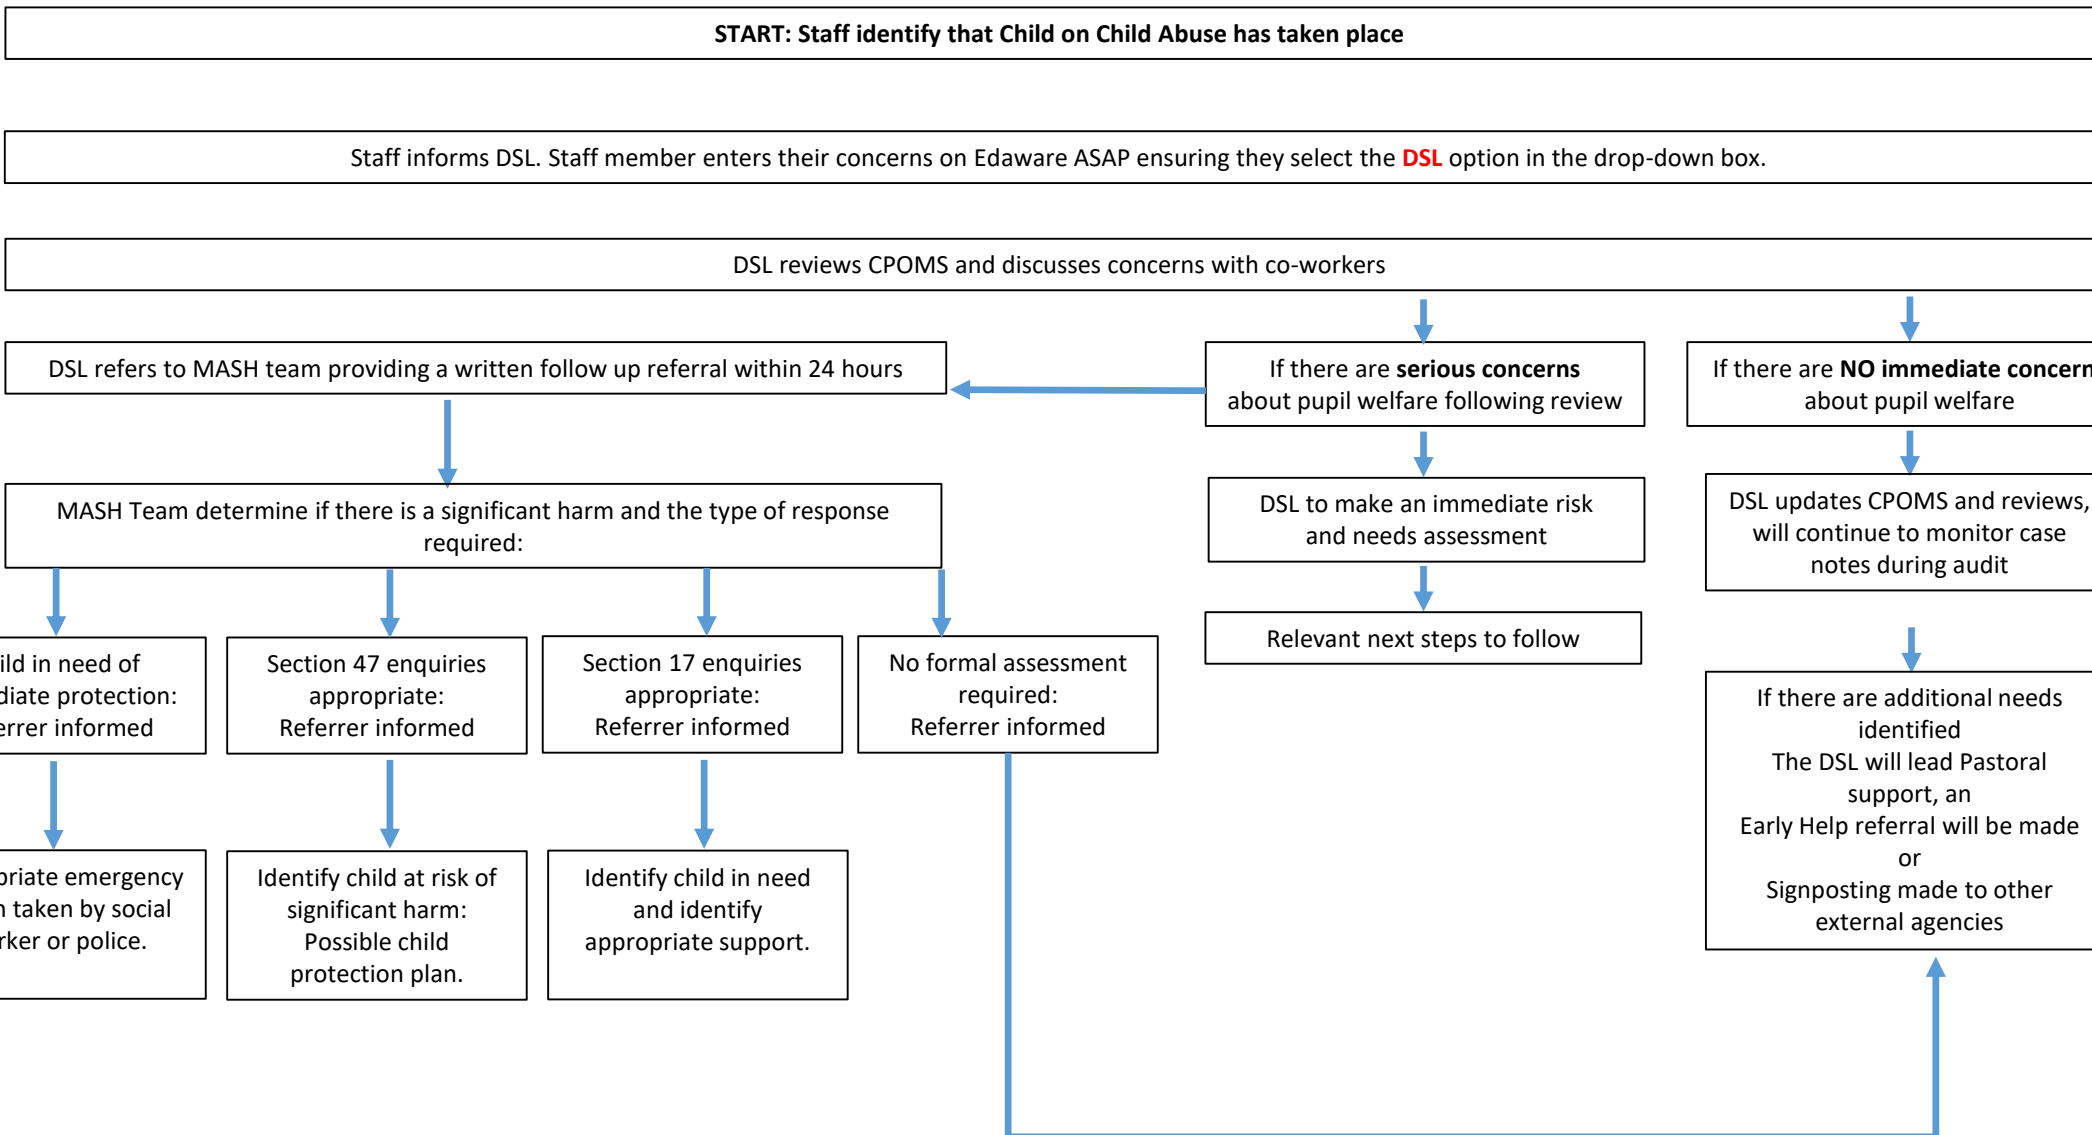 START: Staff identify that Child on Child Abuse has taken place
Staff informs DSL. Staff member enters their concerns on Edaware ASAP ensuring they select the DSL option in the drop-down box.
DSL reviews CPOMS and discusses concerns with co-workers
DSL refers to MASH team providing a written follow up referral within 24 hours
If there are serious concerns
about pupil welfare following review
If there are NO immediate concern
about pupil welfare
MASH Team determine if there is a significant harm and the type of response
required:
DSL to make an immediate risk
and needs assessment
DSL updates CPOMS and reviews,
will continue to monitor case
notes during audit
Relevant next steps to follow
ild in need of
diate protection:
errer informed
Section 47 enquiries
appropriate:
Referrer informed
Section 17 enquiries
appropriate:
Referrer informed
No formal assessment
required:
Referrer informed
If there are additional needs
identified
The DSL will lead Pastoral
support, an
Early Help referral will be made
or
Signposting made to other
external agencies
priate emergency
n taken by social
rker or police.
Identify child at risk of
significant harm:
Possible child
protection plan.
Identify child in need
and identify
appropriate support.